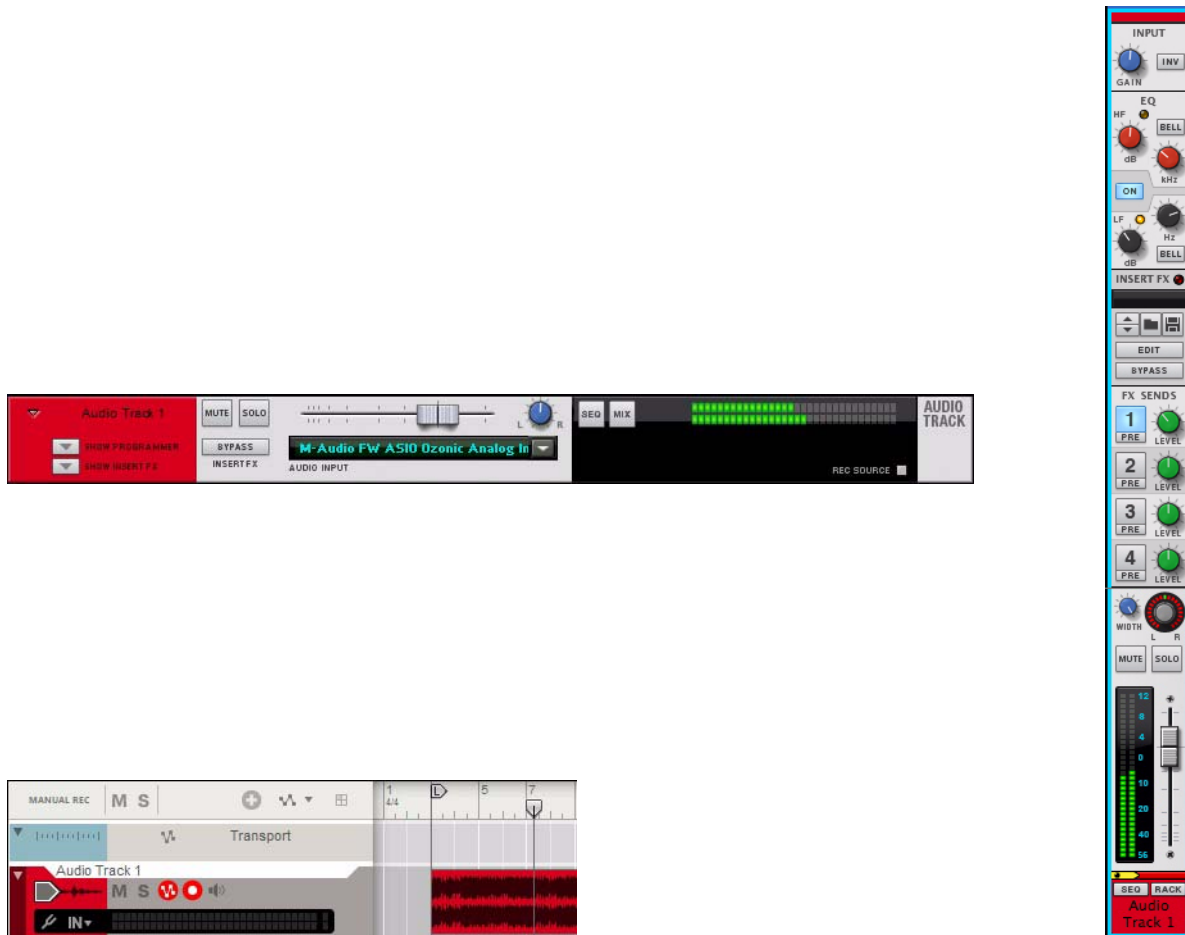 INPUT
INV
GAIN
EQ
HF
BELL
dB
kHz
ON
LF
Hz
dB
BELL
INSERT FX
EDIT
BYPASS
FX SENDS
1
PRE
LEVEL
2
PRE
LEVEL
3
PRE
LEVEL
4
PRE
LEVEL
WIDTH
L R
MUTE SOLO
12
8
4
0
10
20
40
56
SEQ RACK
Audio
Track 1
Audio Track 1
SHOW PROGRAMMER
SHOW INSERT FX
MUTE SOLO
BYPASS
INSERT FX
L R
M-Audio FW ASIO Ozonic Analog In
AUDIO INPUT
SEQ MIX
REC SOURCE
AUDIO
TRACK
MANUAL REC M S
1 L 5 7
4/4
Transport
Audio Track 1
M S
IN